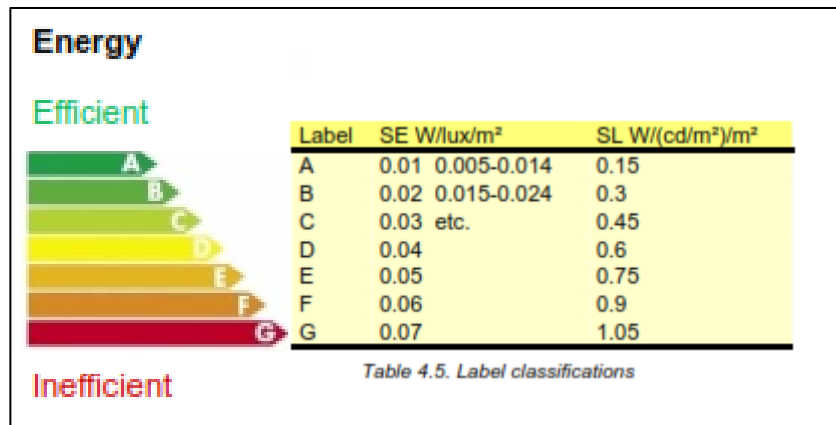 Energy
Efficient
Label SE W/lux/m² SL W/(cd/m²)/m²
A A 0.01 0.005-0.014 0.15
B B 0.02 0.015-0.024 0.3
C C 0.03 etc. 0.45
D D 0.04 0.6
E E 0.05 0.75
F F 0.06 0.9
G G 0.07 1.05
Table 4.5. Label classifications
Inefficient